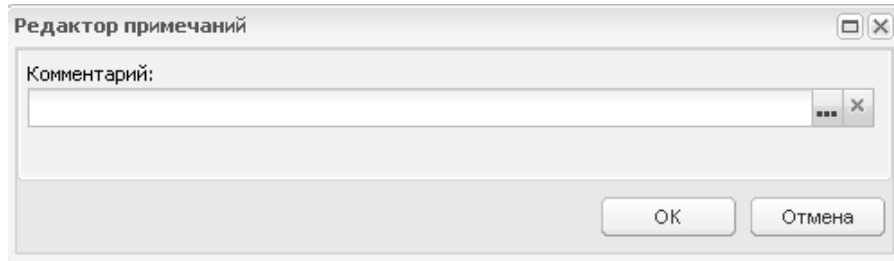 Редактор примечаний
Комментарий:
...
ОК Отмена